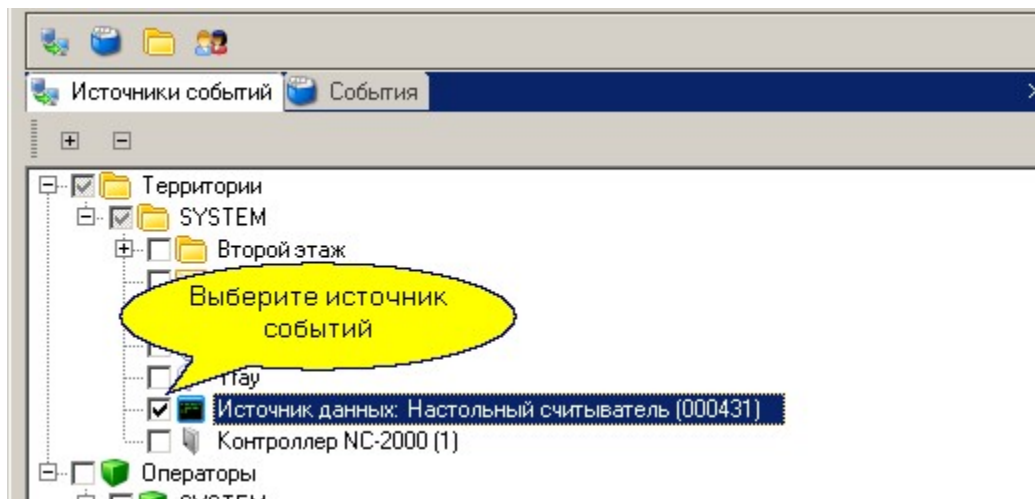 Источники событий События
Территории
SYSTEM
Второй этаж
Выберите источник
событий
Источник данных: Настольный считыватель (000431)
Контроллер NC-2000 (1)
Операторы
SYSTEM